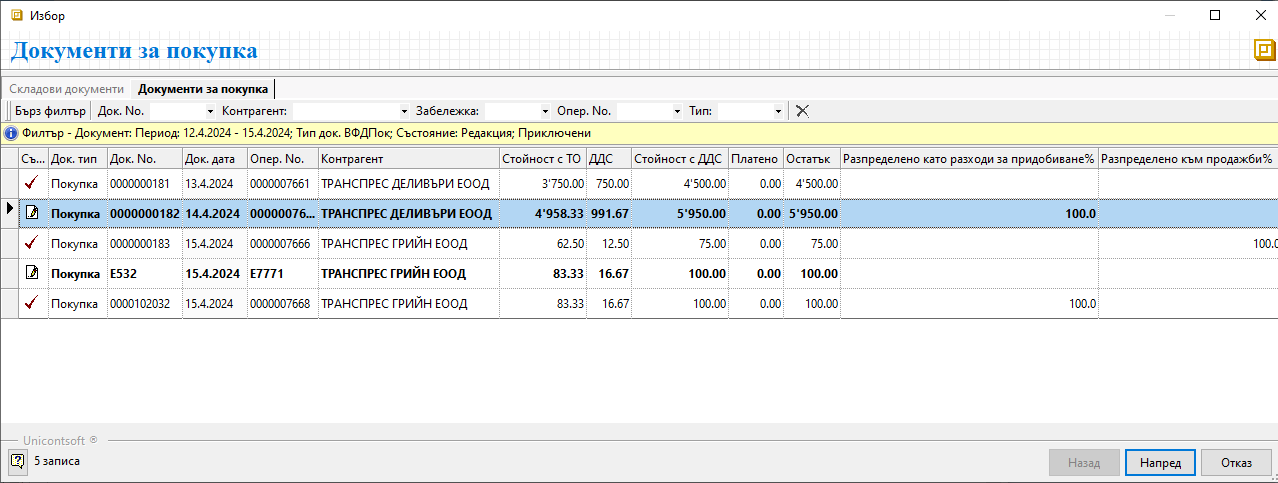 Избор
Документи за покупка
Складови документи Документи за покупка
Бърз филтър Док. No. Контрагент: Забележка: Опер. No. Тип:
Филтър - Документ: Период: 12.4.2024 - 15.4.2024; Тип док. ВФДПок; Състояние: Редакция; Приключени
Съ... Док. тип Док. No. Док. дата Опер. No. Контрагент Стойност с ТО ДДС Стойност с ДДС Платено Остатък Разпределено като разходи за придобиване% Разпределено към продажби%
Покупка 0000000181 13.4.2024 0000007661 ТРАНСПРЕС ДЕЛИВЪРИ ЕООД 3'750.00 750.00 4'500.00 0.00 4'500.00
Покупка 0000000182 14.4.2024 00000076... ТРАНСПРЕС ДЕЛИВЪРИ ЕООД 4'958.33 991.67 5'950.00 0.00 5'950.00 100.0
Покупка 0000000183 15.4.2024 0000007666 ТРАНСПРЕС ГРИЙН ЕООД 62.50 12.50 75.00 0.00 75.00 100.0
Покупка E532 15.4.2024 E7771 ТРАНСПРЕС ГРИЙН ЕООД 83.33 16.67 100.00 0.00 100.00
Покупка 0000102032 15.4.2024 0000007668 ТРАНСПРЕС ГРИЙН ЕООД 83.33 16.67 100.00 0.00 100.00 100.0
Unicontsoft ®
5 записа Назад Напред Отказ